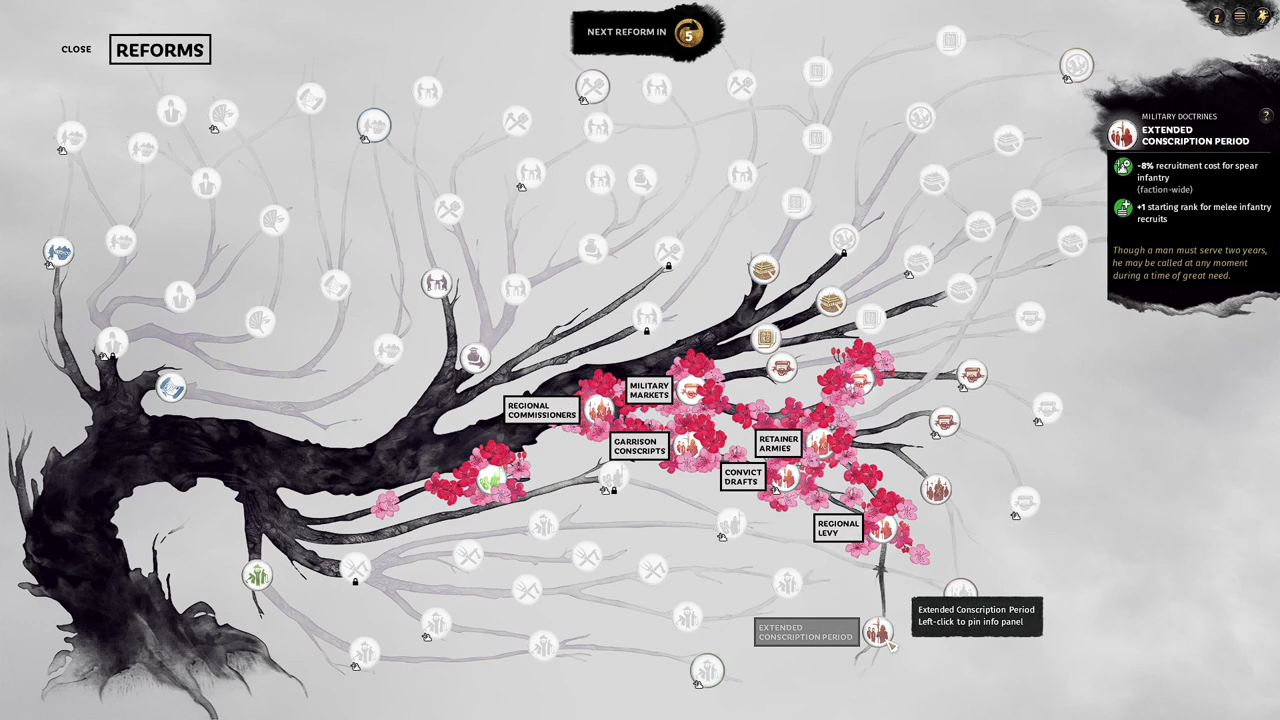 CLOSE
REFORMS
NEXT REFORM IN
5
MILITARY DOCTRINES
?
EXTENDED
CONSCRIPTION PERIOD
-8% recruitment cost for spear
infantry
(faction-wide)
+1 starting rank for melee infantry
recruits
Though a man must serve two years,
he may be called at any moment
during a time of great need.
MILITARY
MARKETS
REGIONAL
COMMISSIONERS
GARRISON
CONSCRIPTS
RETAINER
ARMIES
CONVICT
DRAFTS
REGIONAL
LEVY
EXTENDED
CONSCRIPTION PERIOD
Extended Conscription Period
Left-click to pin info panel